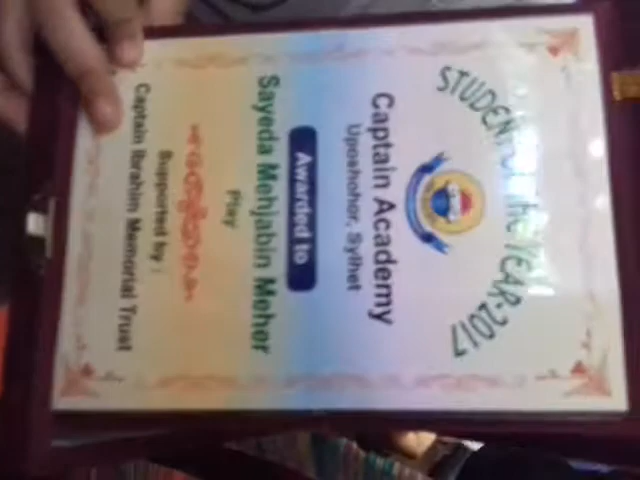 STUDENT OF THE YEAR-2017
Captain Academy
Uposhohor, Sylhet
Awarded to
Sayeda Mehjabin Meher
Play
Supported by :
Captain Ibrahim Memorial Trust